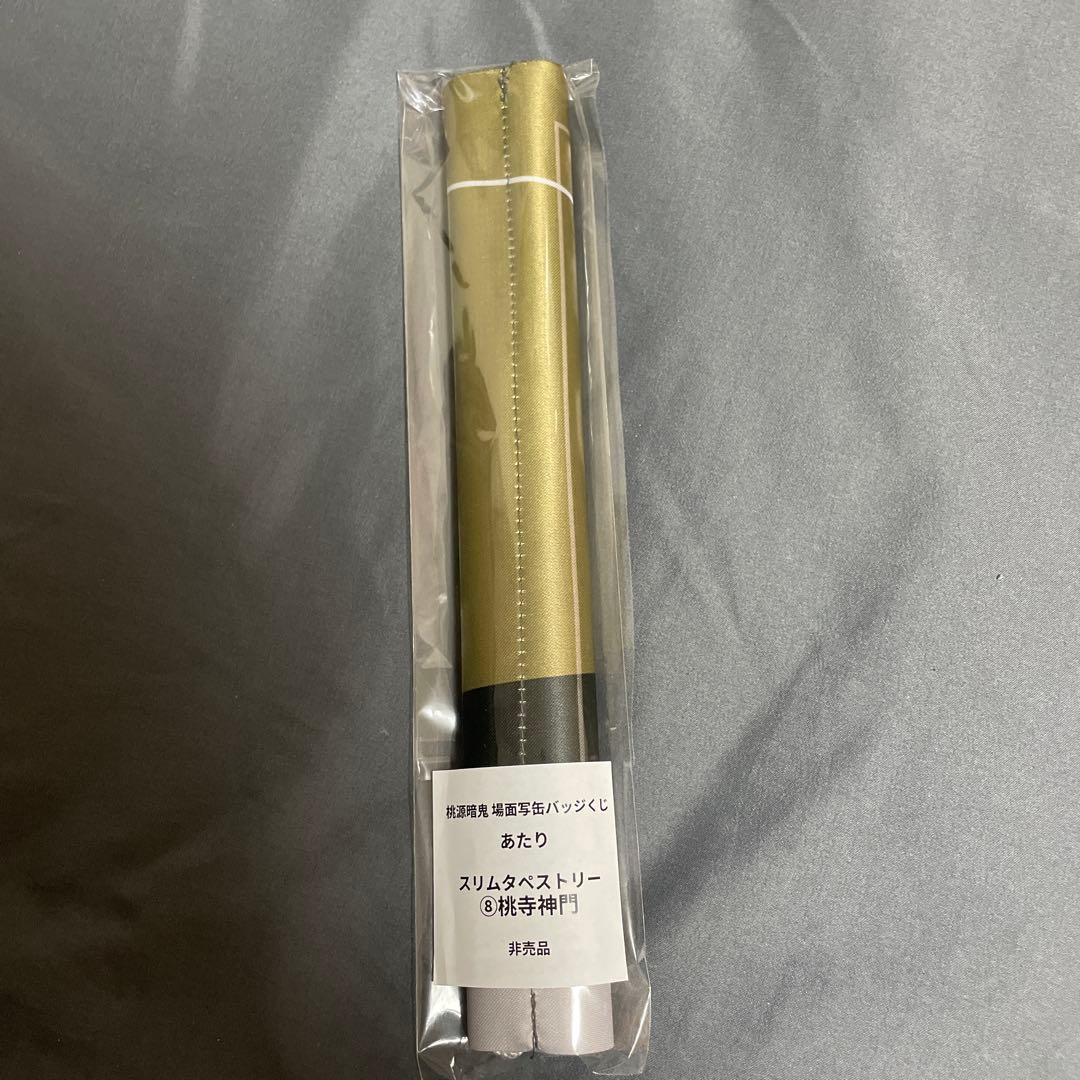 桃源暗鬼 場面写缶バッジくじ
あたり
スリムタペストリー
⑧桃寺神門
非売品